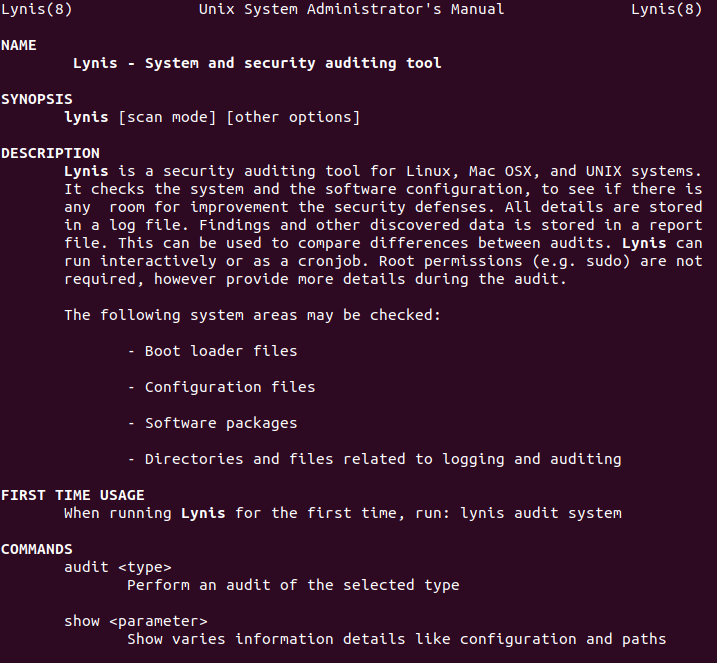 Lynis(8) Unix System Administrator's Manual Lynis(8)
NAME
Lynis - System and security auditing tool
SYNOPSIS
lynis [scan mode] [other options]
DESCRIPTION
Lynis is a security auditing tool for Linux, Mac OSX, and UNIX systems.
It checks the system and the software configuration, to see if there is
any room for improvement the security defenses. All details are stored
in a log file. Findings and other discovered data is stored in a report
file. This can be used to compare differences between audits. Lynis can
run interactively or as a cronjob. Root permissions (e.g. sudo) are not
required, however provide more details during the audit.
The following system areas may be checked:
- Boot loader files
- Configuration files
- Software packages
- Directories and files related to logging and auditing
FIRST TIME USAGE
When running Lynis for the first time, run: lynis audit system
COMMANDS
audit <type>
Perform an audit of the selected type
show <parameter>
Show varies information details like configuration and paths